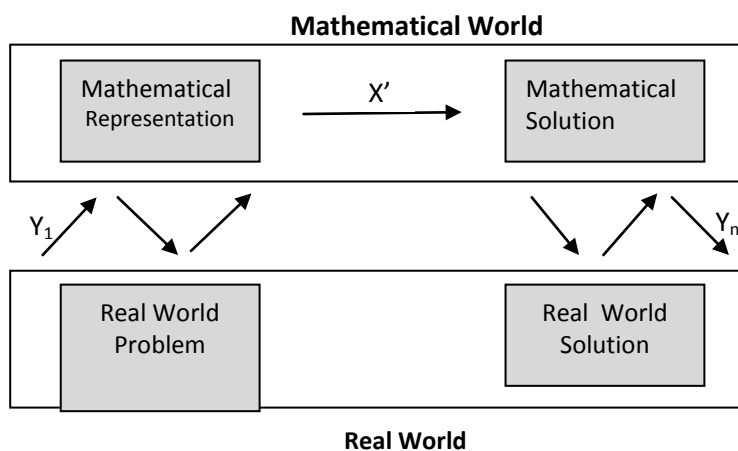 Mathematical World
Mathematical
Representation
X’
Mathematical
Solution
Y1
Yn
Real World
Problem
Real World
Solution
Real World